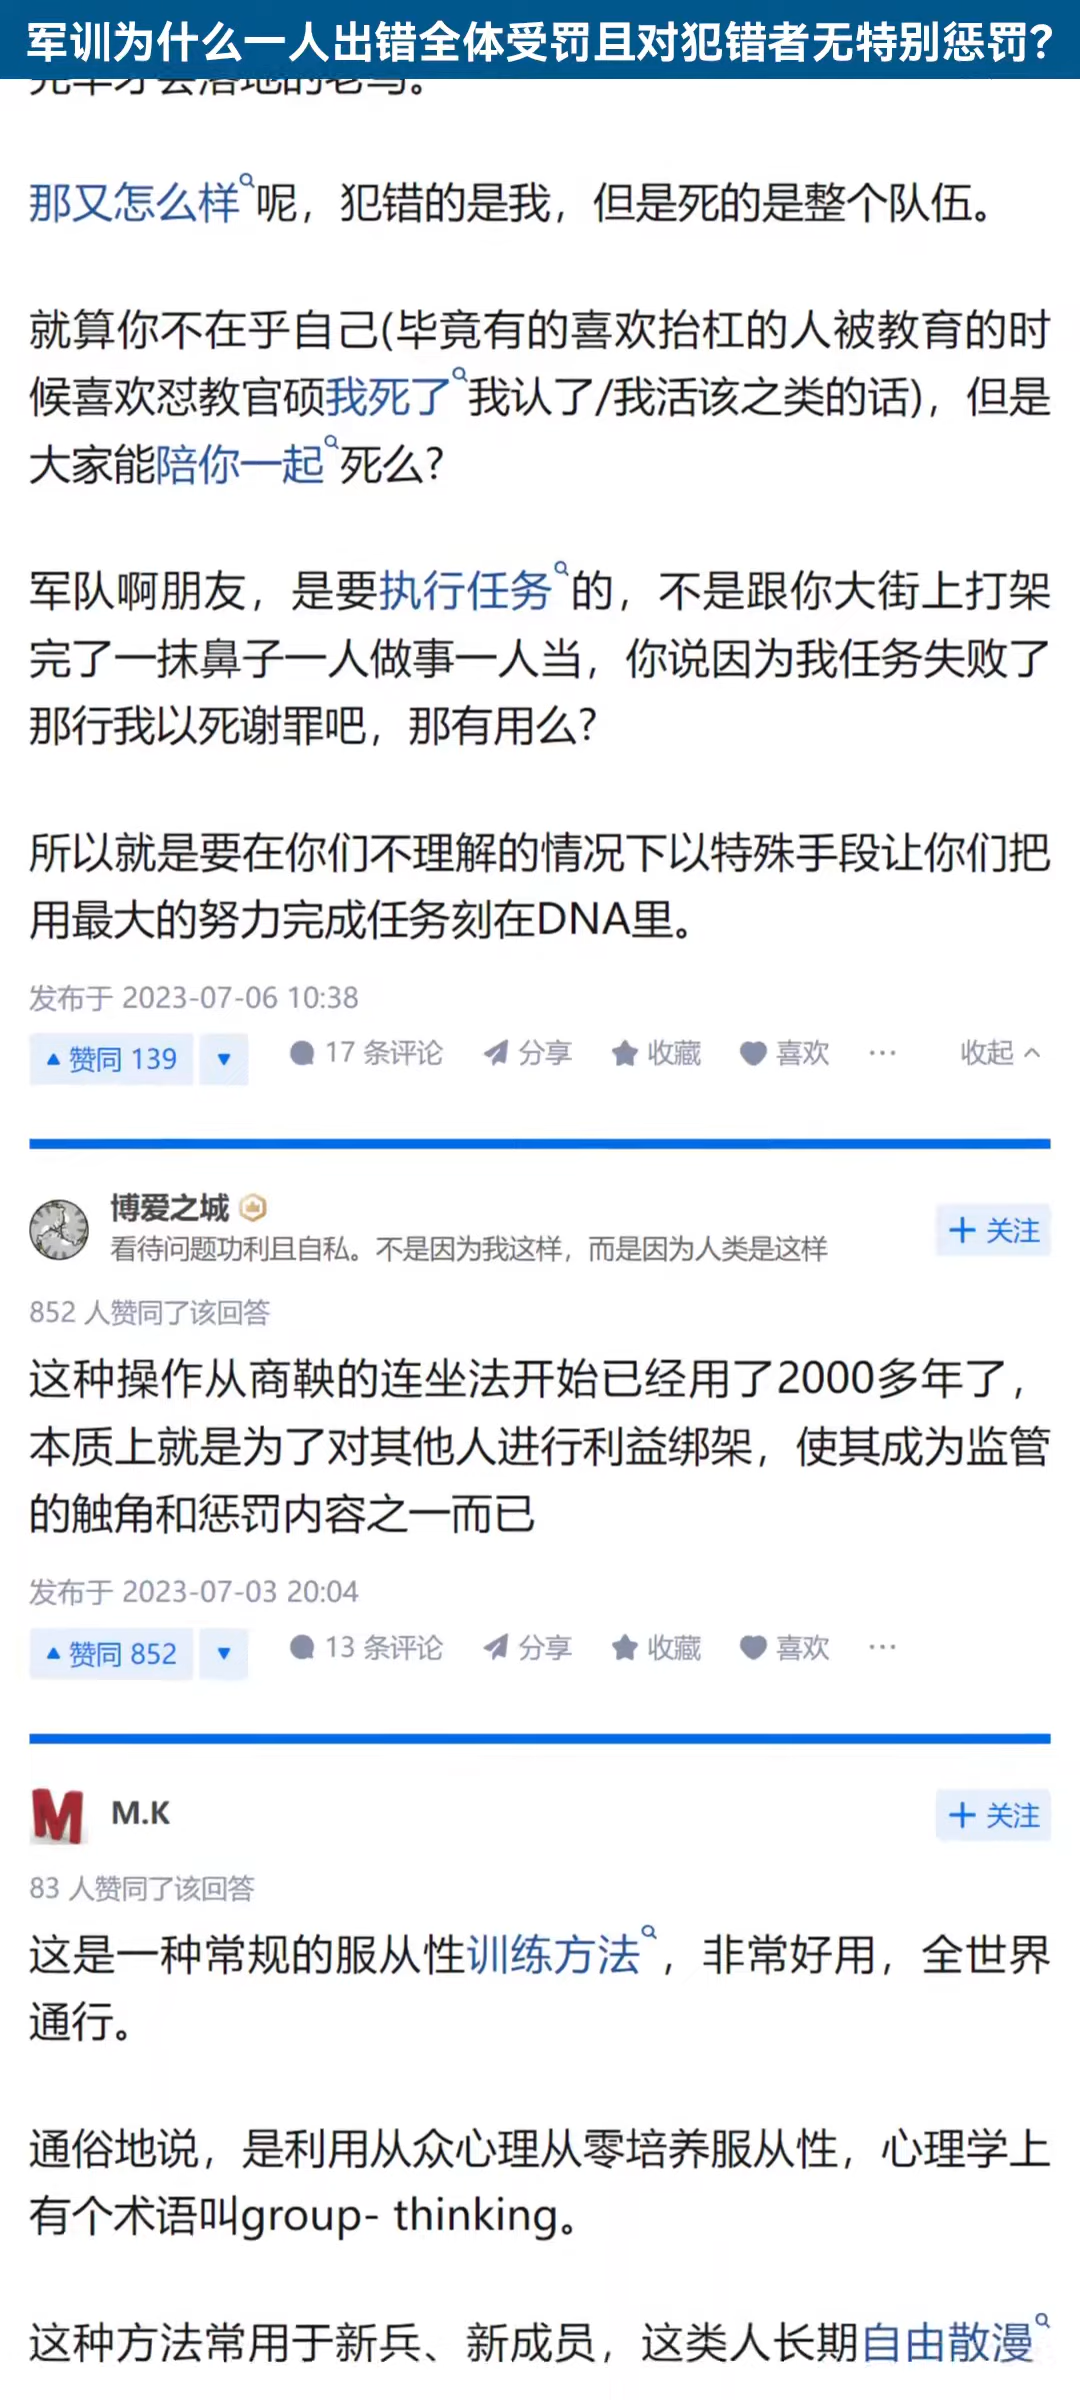 军训为什么一人出错全体受罚且对犯错者无特别惩罚？
完年才会落地的老鸟。
那又怎么样呢，犯错的是我，但是死的是整个队伍。
就算你不在乎自己(毕竟有的喜欢抬杠的人被教育的时
候喜欢怼教官硕我死了我认了/我活该之类的话)，但是
大家能陪你一起死么?
军队啊朋友，是要执行任务的，不是跟你大街上打架
完了一抹鼻子一人做事一人当，你说因为我任务失败了
那行我以死谢罪吧，那有用么?
所以就是要在你们不理解的情况下以特殊手段让你们把
用最大的努力完成任务刻在DNA里。
发布于 2023-07-06 10:38
赞同 139 17 条评论 分享 收藏 喜欢 ··· 收起
博爱之城
看待问题功利且自私。不是因为我这样，而是因为人类是这样
+ 关注
852 人赞同了该回答
这种操作从商鞅的连坐法开始已经用了2000多年了，
本质上就是为了对其他人进行利益绑架，使其成为监管
的触角和惩罚内容之一而已
发布于 2023-07-03 20:04
赞同 852 13 条评论 分享 收藏 喜欢 ···
M
M.K
+ 关注
83 人赞同了该回答
这是一种常规的服从性训练方法，非常好用，全世界
通行。
通俗地说，是利用从众心理从零培养服从性，心理学上
有个术语叫group- thinking。
这种方法常用于新兵、新成员，这类人长期自由散漫